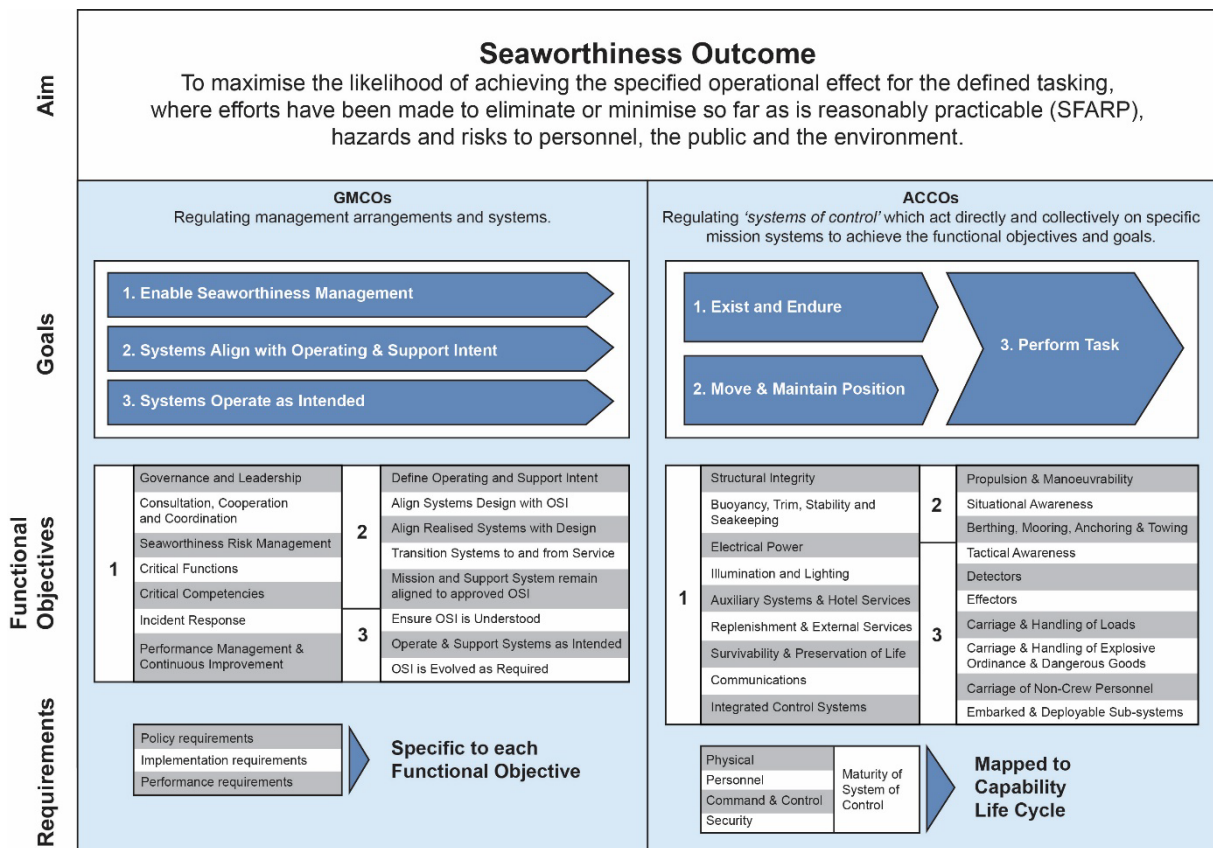 Aim
Seaworthiness Outcome
To maximise the likelihood of achieving the specified operational effect for the defined tasking,
where efforts have been made to eliminate or minimise so far as is reasonably practicable (SFARP),
hazards and risks to personnel, the public and the environment.
Goals
GMCOs
Regulating management arrangements and systems.
1. Enable Seaworthiness Management
2. Systems Align with Operating & Support Intent
3. Systems Operate as Intended
ACCOs
Regulating ‘systems of control’ which act directly and collectively on specific
mission systems to achieve the functional objectives and goals.
1. Exist and Endure
2. Move & Maintain Position
3. Perform Task
Functional
Objectives
1
Governance and Leadership
Consultation, Cooperation
and Coordination
Seaworthiness Risk Management
Critical Functions
Critical Competencies
Incident Response
Performance Management &
Continuous Improvement
2
Define Operating and Support Intent
Align Systems Design with OSI
Align Realised Systems with Design
Transition Systems to and from Service
Mission and Support System remain
aligned to approved OSI
3
Ensure OSI is Understood
Operate & Support Systems as Intended
OSI is Evolved as Required
1
Structural Integrity
Buoyancy, Trim, Stability and
Seakeeping
Electrical Power
Illumination and Lighting
Auxiliary Systems & Hotel Services
Replenishment & External Services
Survivability & Preservation of Life
Communications
Integrated Control Systems
2
Propulsion & Manoeuvrability
Situational Awareness
Berthing, Mooring, Anchoring & Towing
3
Tactical Awareness
Detectors
Effectors
Carriage & Handling of Loads
Carriage & Handling of Explosive
Ordinance & Dangerous Goods
Carriage of Non-Crew Personnel
Embarked & Deployable Sub-systems
Requirements
Policy requirements
Implementation requirements
Performance requirements
Specific to each
Functional Objective
Physical
Personnel
Command & Control
Security
Maturity of
System of
Control
Mapped to
Capability
Life Cycle